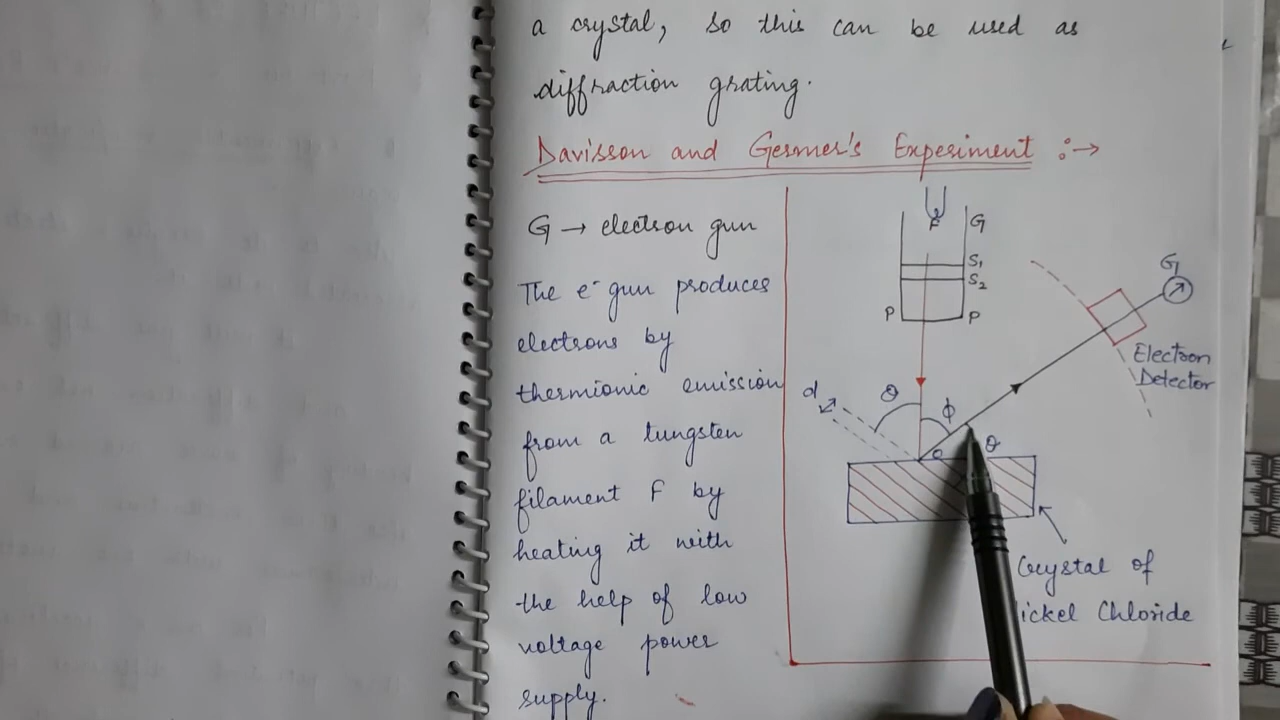 a crystal, so this can be used as
diffraction grating.
Davisson and Germer's Experiment :→
G → electron gun
The e⁻ gun produces
electrons by
thermionic emission
from a tungsten
filament F by
heating it with
the help of low
voltage power
supply.
F
G
S₁
S₂
P P
G
Electron
Detector
d
θ
ϕ
θ
Crystal of
ickel Chloride